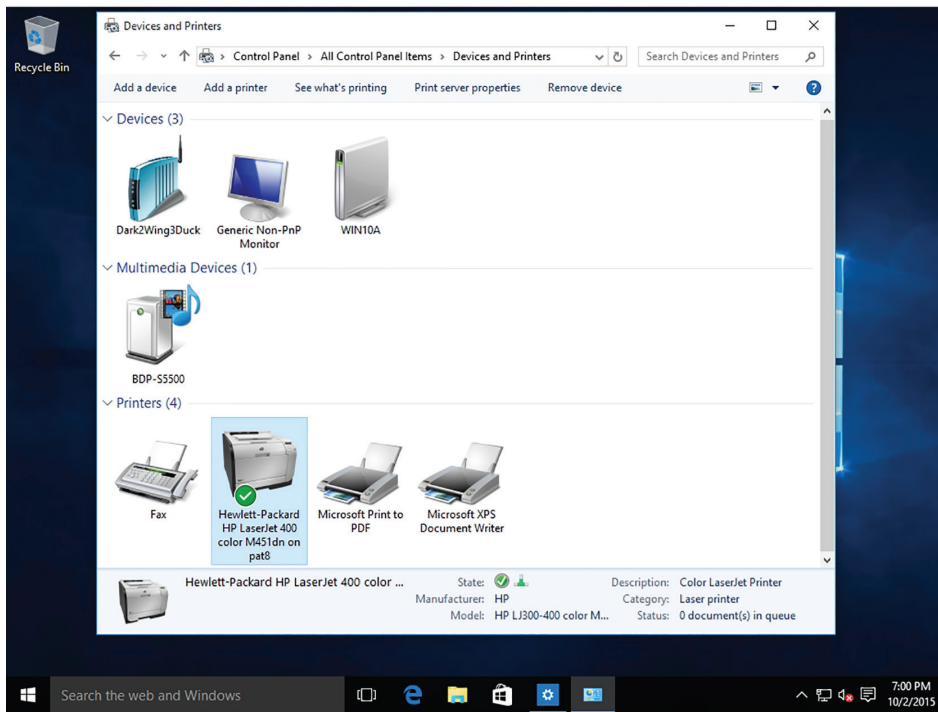 Recycle Bin
Devices and Printers
Control Panel > All Control Panel Items > Devices and Printers
Search Devices and Printers
Add a device Add a printer See what's printing Print server properties Remove device
Devices (3)
Dark2Wing3Duck
Generic Non-PnP
Monitor
WIN10A
Multimedia Devices (1)
BDP-S5500
Printers (4)
Fax
Hewlett-Packard
HP LaserJet 400
color M451dn on
pat8
Microsoft Print to
PDF
Microsoft XPS
Document Writer
Hewlett-Packard HP LaserJet 400 color ...
State:
Manufacturer: HP
Model: HP LJ300-400 color M...
Description: Color LaserJet Printer
Category: Laser printer
Status: 0 document(s) in queue
Search the web and Windows
7:00 PM
10/2/2015